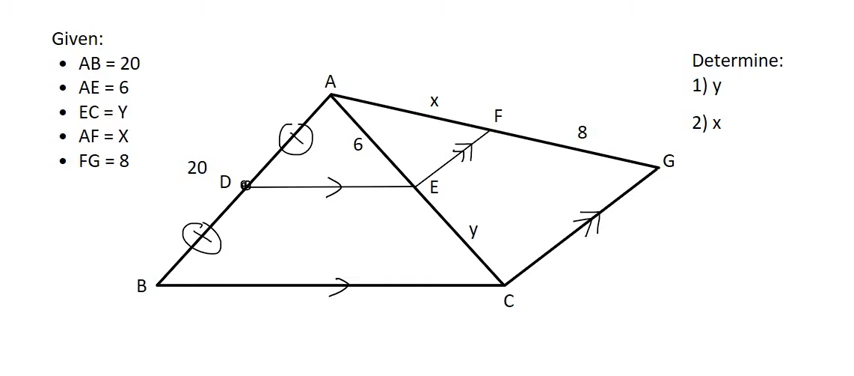 Given:
• AB = 20
• AE = 6
• EC = Y
• AF = X
• FG = 8
Determine:
1) y
2) x
A
x
F
8
G
6
20
D
E
y
B
C